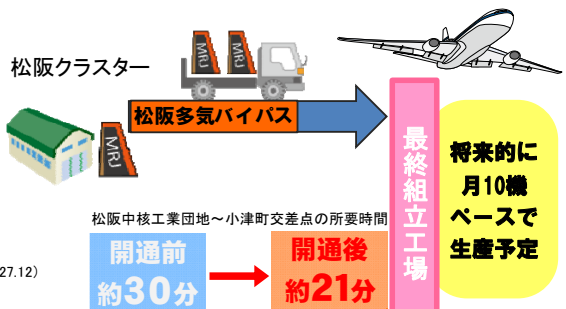 松阪クラスター
MRJ
MRJ
MRJ
松阪多気バイパス
最終組立工場
将来的に
月10機
ペースで
生産予定
松阪中核工業団地～小津町交差点の所要時間
開通前
約30分
開通後
約21分
27.12）